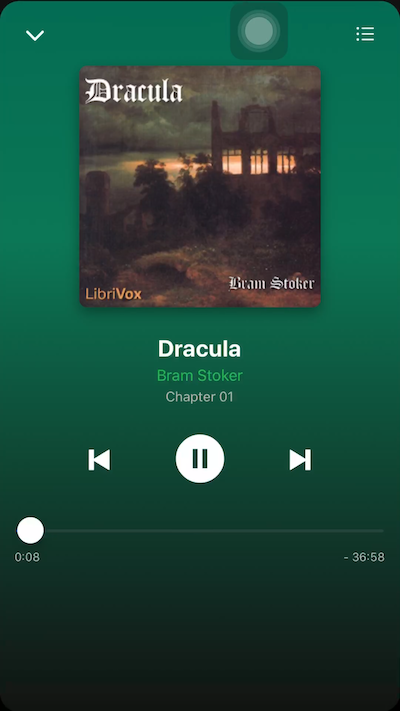 Dracula
Bram Stoker
LibriVox
Dracula
Bram Stoker
Chapter 01
0:08
- 36:58